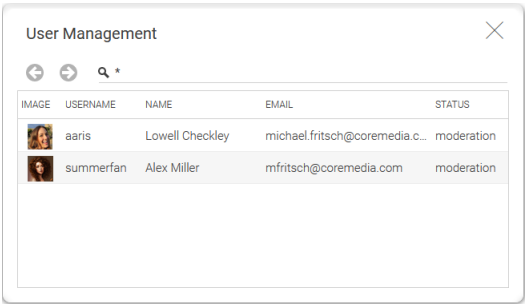 User Management
*
IMAGE USERNAME NAME EMAIL STATUS
aaris Lowell Checkley michael.fritsch@coremedia.c... moderation
summerfan Alex Miller mfritsch@coremedia.com moderation